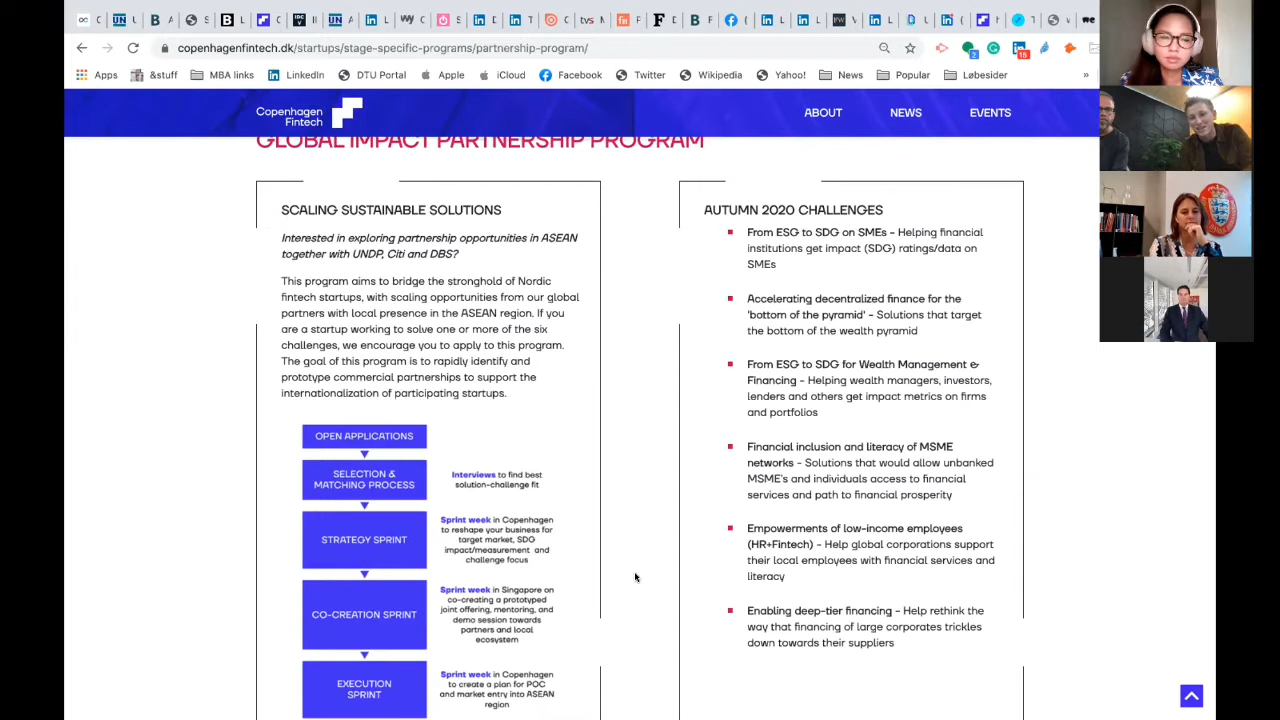 copenhagenfintech.dk/startups/stage-specific-programs/partnership-program/
Apps &stuff MBA links LinkedIn DTU Portal Apple iCloud Facebook Twitter Wikipedia Yahoo! News Popular Løbesider »
Copenhagen
Fintech
ABOUT NEWS EVENTS
GLOBAL IMPACT PARTNERSHIP PROGRAM
SCALING SUSTAINABLE SOLUTIONS
Interested in exploring partnership opportunities in ASEAN
together with UNDP, Citi and DBS?
This program aims to bridge the stronghold of Nordic
fintech startups, with scaling opportunities from our global
partners with local presence in the ASEAN region. If you
are a startup working to solve one or more of the six
challenges, we encourage you to apply to this program.
The goal of this program is to rapidly identify and
prototype commercial partnerships to support the
internationalization of participating startups.
OPEN APPLICATIONS
SELECTION &
MATCHING PROCESS
Interviews to find best
solution-challenge fit
STRATEGY SPRINT
Sprint week in Copenhagen
to reshape your business for
target market, SDG
impact/measurement and
challenge focus
CO-CREATION SPRINT
Sprint week in Singapore on
co-creating a prototyped
joint offering, mentoring, and
demo session towards
partners and local
ecosystem
EXECUTION
SPRINT
Sprint week in Copenhagen
to create a plan for POC
and market entry into ASEAN
region
AUTUMN 2020 CHALLENGES
From ESG to SDG on SMEs - Helping financial
institutions get impact (SDG) ratings/data on
SMEs
Accelerating decentralized finance for the
'bottom of the pyramid' - Solutions that target
the bottom of the wealth pyramid
From ESG to SDG for Wealth Management &
Financing - Helping wealth managers, investors,
lenders and others get impact metrics on firms
and portfolios
Financial inclusion and literacy of MSME
networks - Solutions that would allow unbanked
MSME's and individuals access to financial
services and path to financial prosperity
Empowerments of low-income employees
(HR+Fintech) - Help global corporations support
their local employees with financial services and
literacy
Enabling deep-tier financing - Help rethink the
way that financing of large corporates trickles
down towards their suppliers